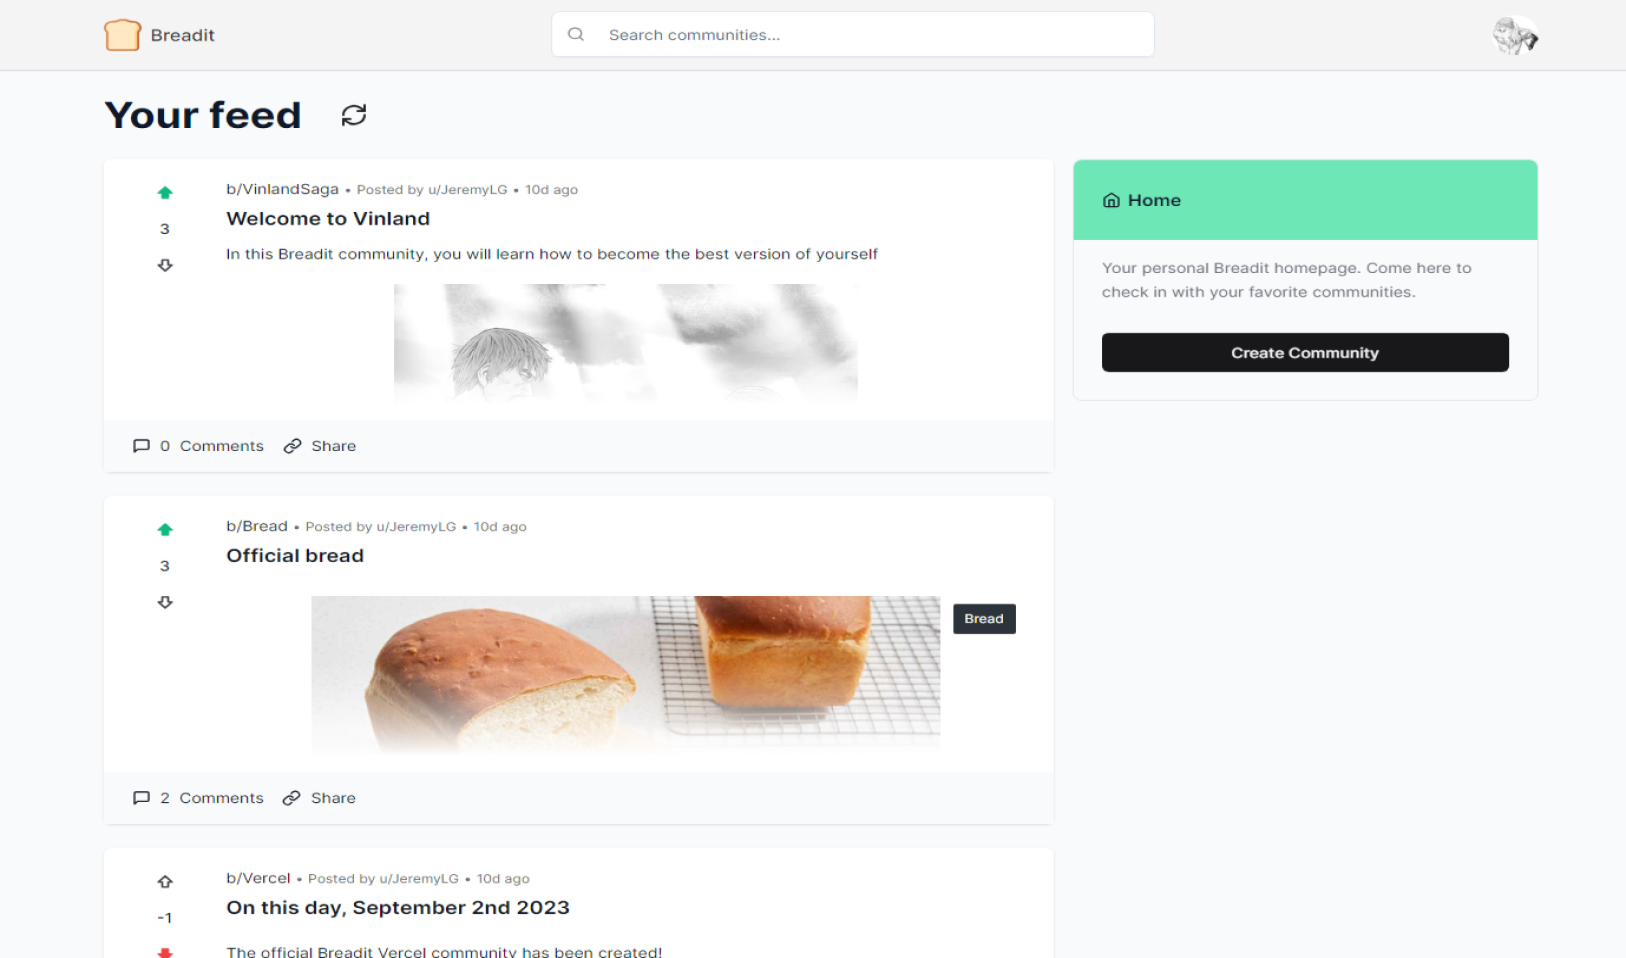 Breadit
Search communities...
Your feed
b/VinlandSaga • Posted by u/JeremyLG • 10d ago
Welcome to Vinland
3
In this Breadit community, you will learn how to become the best version of yourself
0 Comments Share
b/Bread • Posted by u/JeremyLG • 10d ago
Official bread
3
Bread
2 Comments Share
b/Vercel • Posted by u/JeremyLG • 10d ago
On this day, September 2nd 2023
-1
The official Breadit Vercel community has been created!
Home
Your personal Breadit homepage. Come here to
check in with your favorite communities.
Create Community